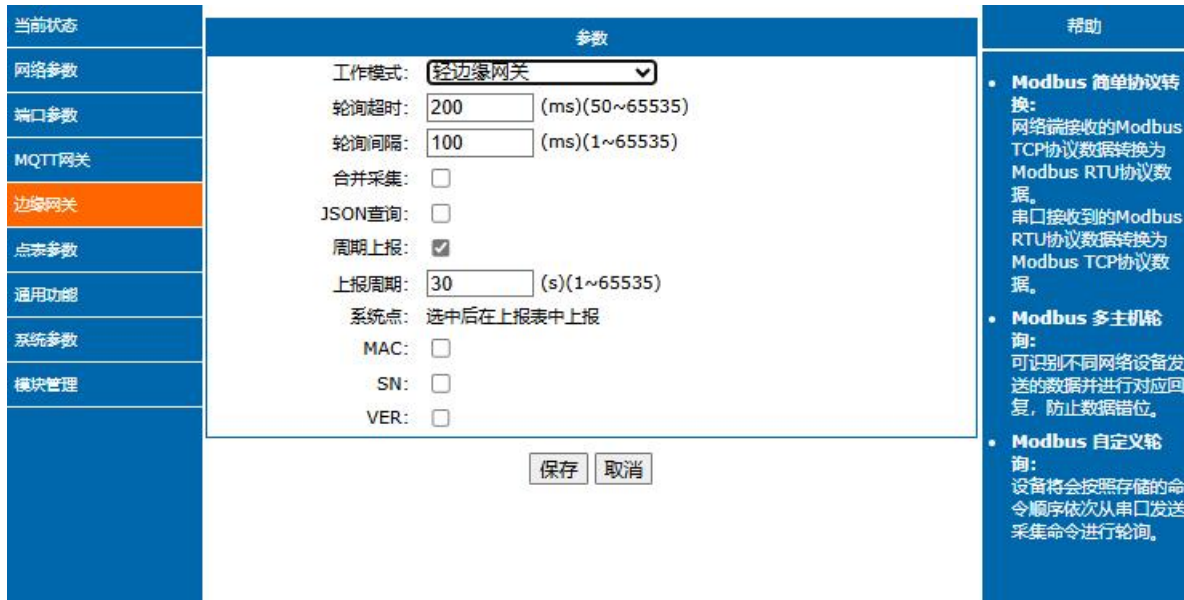 当前状态
网络参数
端口参数
MQTT网关
边缘网关
点表参数
通用功能
系统参数
模块管理
参数
工作模式: 轻边缘网关
轮询超时: 200 (ms)(50~65535)
轮询间隔: 100 (ms)(1~65535)
合并采集:
JSON查询:
周期上报:
上报周期: 30 (s)(1~65535)
系统点: 选中后在上报表中上报
MAC:
SN:
VER:
保存 取消
帮助
• Modbus 简单协议转
换:
网络端接收的Modbus
TCP协议数据转换为
Modbus RTU协议数
据。
串口接收到的Modbus
RTU协议数据转换为
Modbus TCP协议数
据。
• Modbus 多主机轮
询:
可识别不同网络设备发
送的数据并进行对应回
复，防止数据错位。
• Modbus 自定义轮
询:
设备将会按照存储的命
令顺序依次从串口发送
采集命令进行轮询。